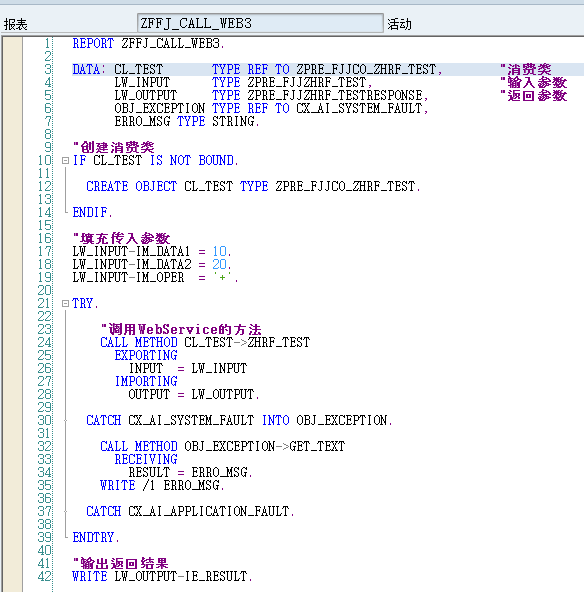 报表 ZFFJ_CALL_WEB3 活动
1 REPORT ZFFJ_CALL_WEB3.
2
3 DATA: CL_TEST TYPE REF TO ZPRE_FJJCO_ZHRF_TEST, "消费类
4 LW_INPUT TYPE ZPRE_FJJZHRF_TEST, "输入参数
5 LW_OUTPUT TYPE ZPRE_FJJZHRF_TESTRESPONSE, "返回参数
6 OBJ_EXCEPTION TYPE REF TO CX_AI_SYSTEM_FAULT,
7 ERRO_MSG TYPE STRING.
8
9 "创建消费类
10 IF CL_TEST IS NOT BOUND.
11
12 CREATE OBJECT CL_TEST TYPE ZPRE_FJJCO_ZHRF_TEST.
13
14 ENDIF.
15
16 "填充传入参数
17 LW_INPUT-IM_DATA1 = 10.
18 LW_INPUT-IM_DATA2 = 20.
19 LW_INPUT-IM_OPER = '+'.
20
21 TRY.
22
23 "调用WebService的方法
24 CALL METHOD CL_TEST->ZHRF_TEST
25 EXPORTING
26 INPUT = LW_INPUT
27 IMPORTING
28 OUTPUT = LW_OUTPUT.
29
30 CATCH CX_AI_SYSTEM_FAULT INTO OBJ_EXCEPTION.
31
32 CALL METHOD OBJ_EXCEPTION->GET_TEXT
33 RECEIVING
34 RESULT = ERRO_MSG.
35 WRITE /1 ERRO_MSG.
36
37 CATCH CX_AI_APPLICATION_FAULT.
38
39 ENDTRY.
40
41 "输出返回结果
42 WRITE LW_OUTPUT-IE_RESULT.